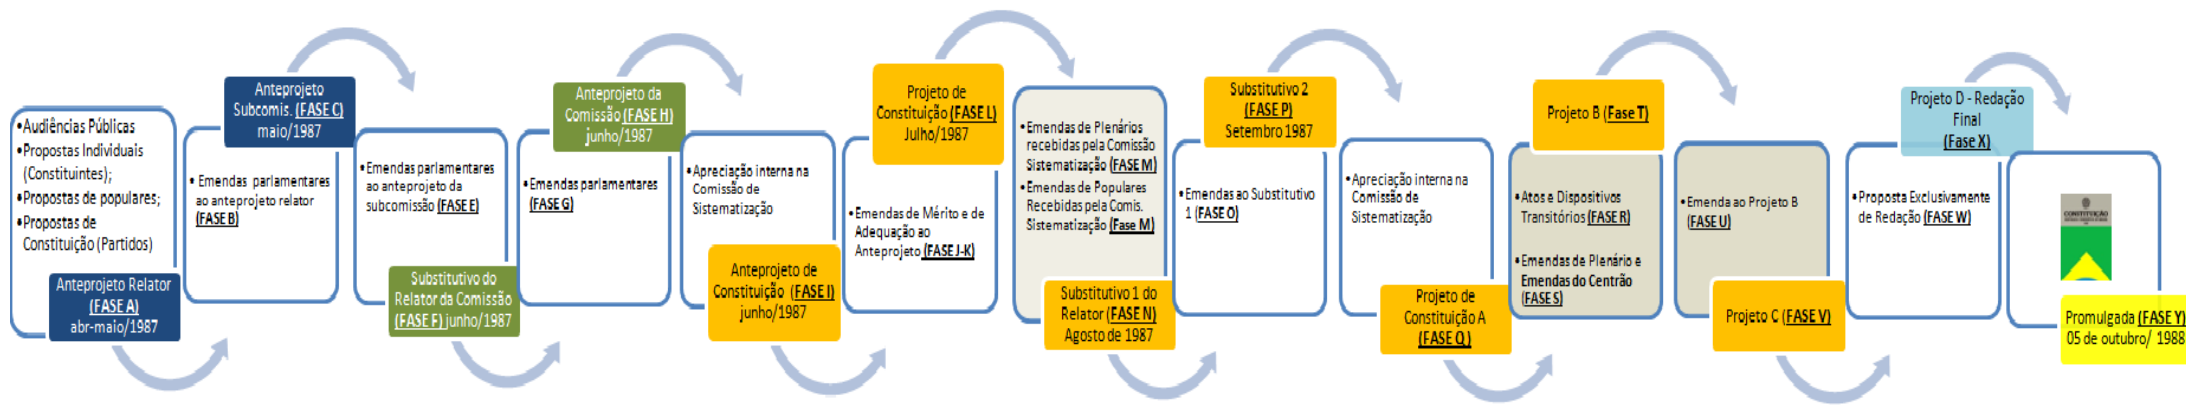 •Audiências Públicas
•Propostas Individuais
(Constituintes);
•Propostas de populares;
•Propostas de
Constituição (Partidos)
Anteprojeto Relator
(FASE A)
abr-maio/1987
Anteprojeto
Subcomis. (FASE C)
maio/1987
• Emendas parlamentares
ao anteprojeto relator
(FASE B)
•Emendas parlamentares
ao anteprojeto da
subcomissão (FASE E)
Substitutivo do
Relator da Comissão
(FASE F) junho/1987
Anteprojeto da
Comissão (FASE H)
junho/1987
•Emendas parlamentares
(FASE G)
•Apreciação interna na
Comissão de
Sistematização
Anteprojeto de
Constituição (FASE I)
junho/1987
Projeto de
Constituição (FASE L)
Julho/1987
•Emendas de Mérito e de
Adequação ao
Anteprojeto (FASE J-K)
•Emendas de Plenários
recebidas pela Comissão
Sistematização (FASE M)
•Emendas de Populares
Recebidas pela Comis.
Sistematização (Fase M)
Substitutivo 1 do
Relator (FASE N)
Agosto de 1987
Substitutivo 2
(FASE P)
Setembro 1987
•Emendas ao Substitutivo
1 (FASE O)
•Apreciação interna na
Comissão de
Sistematização
Projeto de
Constituição A
(FASE Q)
Projeto B (Fase T)
•Atos e Dispositivos
Transitórios (FASE R)
•Emendas de Plenário e
Emendas do Centrão
(FASE S)
•Emenda ao Projeto B
(FASE U)
Projeto C (FASE V)
Projeto D - Redação
Final
(Fase X)
•Proposta Exclusivamente
de Redação (FASE W)
CONSTITUIÇÃO
Promulgada (FASE Y)
05 de outubro/ 1988